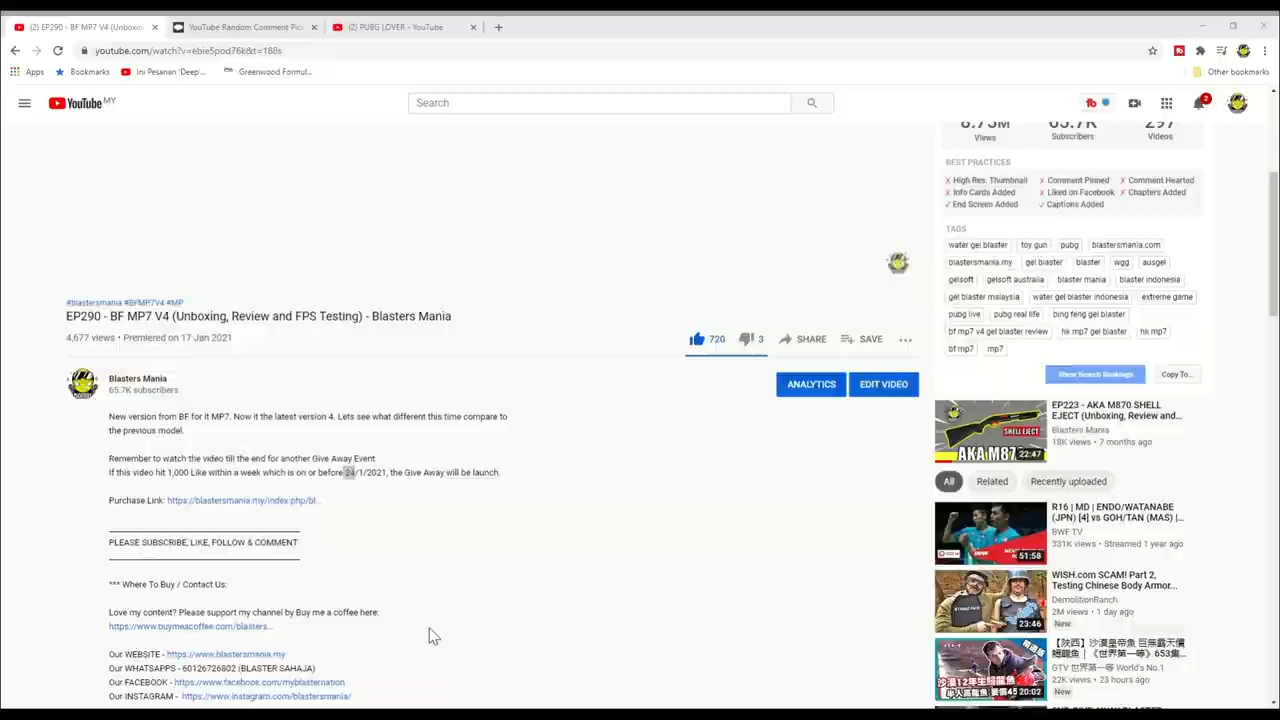 (2) EP290 - BF MP7 V4 (Unboxin
YouTube Random Comment Pick
(2) PUBG LOVER - YouTube
youtube.com/watch?v=ebie5pod76k&t=188s
Apps
Bookmarks
Ini Pesanan 'Deep'...
Greenwood Formul...
Other bookmarks
YouTube MY
Search
2
8.73M
65.7K
297
Views
Subscribers
Videos
BEST PRACTICES
High Res. Thumbnail
Comment Pinned
Comment Hearted
Info Cards Added
Liked on Facebook
Chapters Added
End Screen Added
Captions Added
TAGS
water gel blaster
toy gun
pubg
blastersmania.com
blastersmania.my
gel blaster
blaster
wgg
ausgel
gelsoft
gelsoft australia
blaster mania
blaster indonesia
gel blaster malaysia
water gel blaster indonesia
extreme game
pubg live
pubg real life
bing feng gel blaster
bf mp7 v4 gel blaster review
hk mp7 gel blaster
hk mp7
bf mp7
mp7
Show Search Rankings
Copy To...
#blastersmania #BFMP7V4 #MP
EP290 - BF MP7 V4 (Unboxing, Review and FPS Testing) - Blasters Mania
4,677 views • Premiered on 17 Jan 2021
720
3
SHARE
SAVE
Blasters Mania
65.7K subscribers
ANALYTICS
EDIT VIDEO
New version from BF for it MP7. Now it the latest version 4. Lets see what different this time compare to
the previous model.
Remember to watch the video till the end for another Give Away Event
If this video hit 1,000 Like within a week which is on or before 24/1/2021, the Give Away will be launch.
Purchase Link: https://blastersmania.my/index.php/bl...
PLEASE SUBSCRIBE, LIKE, FOLLOW & COMMENT
*** Where To Buy / Contact Us:
Love my content? Please support my channel by Buy me a coffee here:
https://www.buymeacoffee.com/blasters...
Our WEBSITE - https://www.blastersmania.my
Our WHATSAPPS - 60126726802 (BLASTER SAHAJA)
Our FACEBOOK - https://www.facebook.com/myblasternation
Our INSTAGRAM - https://www.instagram.com/blastersmania/
SHELL
EJECT
AKA M870
22:47
EP223 - AKA M870 SHELL
EJECT (Unboxing, Review and...
Blasters Mania
18K views • 7 months ago
All
Related
Recently uploaded
51:58
R16 | MD | ENDO/WATANABE
(JPN) [4] vs GOH/TAN (MAS) |...
BWF TV
331K views • Streamed 1 year ago
23:46
WISH.com SCAM! Part 2,
Testing Chinese Body Armor...
DemolitionRanch
2M views • 1 day ago
New
20:02
GTV 世界第一等 World's No.1
22K views • 23 hours ago
New